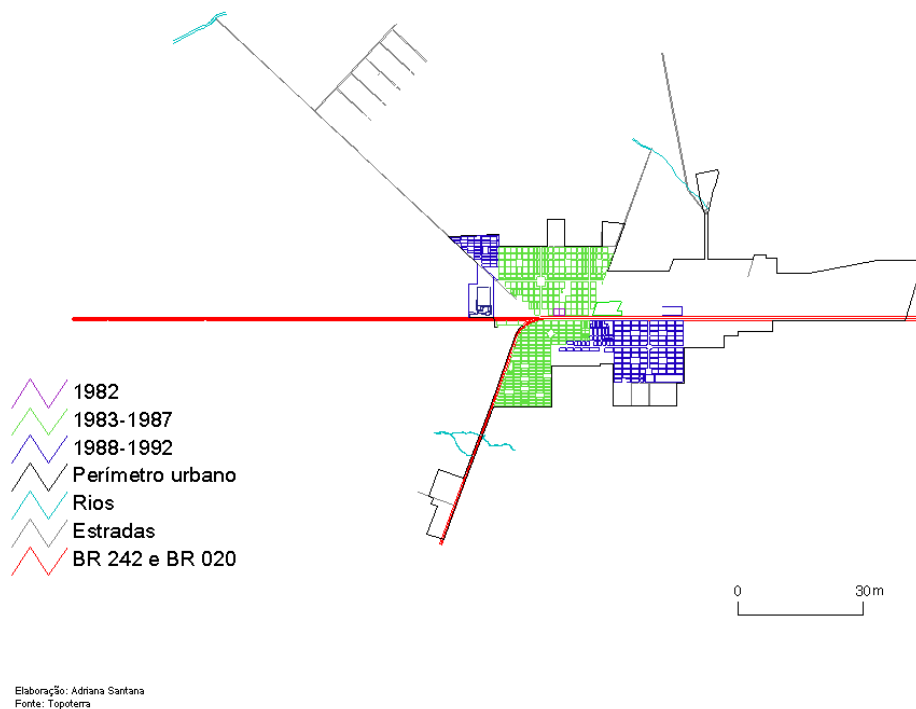 1982
1983-1987
1988-1992
Perímetro urbano
Rios
Estradas
BR 242 e BR 020
0 30 m
Elaboração: Adriana Santana
Fonte: Topoterra